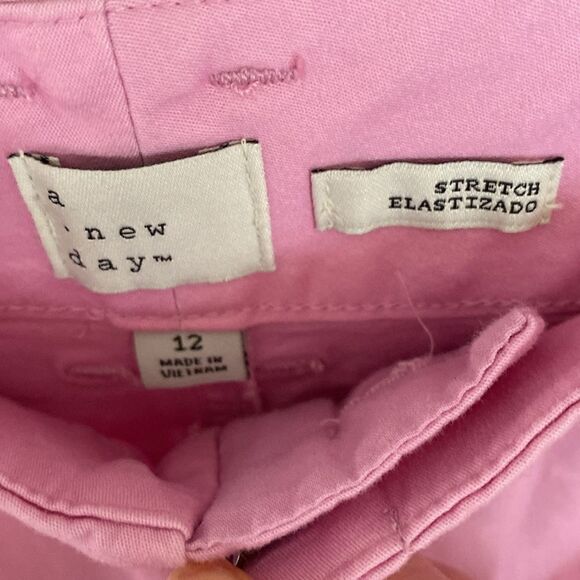 a
new
day™
STRETCH
ELASTIZADO
12
MADE IN
VIETNAM